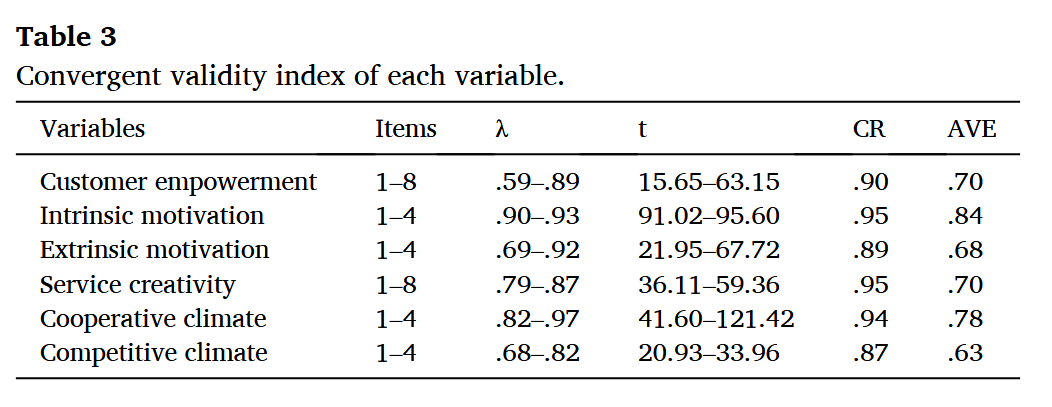 Table 3
Convergent validity index of each variable.
Variables Items λ t CR AVE
Customer empowerment 1–8 .59–.89 15.65–63.15 .90 .70
Intrinsic motivation 1–4 .90–.93 91.02–95.60 .95 .84
Extrinsic motivation 1–4 .69–.92 21.95–67.72 .89 .68
Service creativity 1–8 .79–.87 36.11–59.36 .95 .70
Cooperative climate 1–4 .82–.97 41.60–121.42 .94 .78
Competitive climate 1–4 .68–.82 20.93–33.96 .87 .63